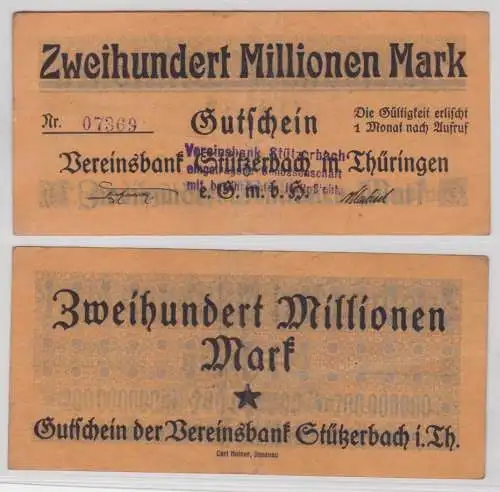 Zweihundert Millionen Mark
Nr. 07369
Gutschein
Die Gültigkeit erlischt
1 Monat nach Aufruf
Vereinsbank Stützerbach in Thüringen
Vereinsbank Stützerbach
e. G. m. b. H.
Zweihundert Millionen
Mark
Gutschein der Vereinsbank Stützerbach i. Th.